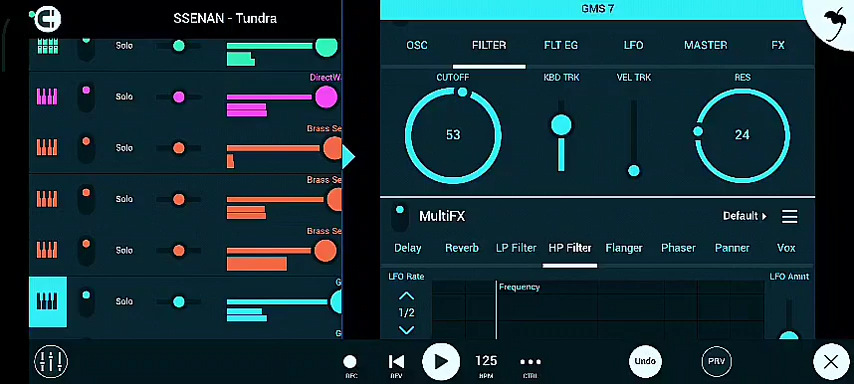 SSENAN - Tundra
GMS 7
Solo
DirectW
Solo
Brass Se
Solo
Brass Se
Solo
Brass Se
Solo
Solo
OSC FILTER FLT EG LFO MASTER FX
CUTOFF KBD TRK VEL TRK RES
53 24
MultiFX Default
Delay Reverb LP Filter HP Filter Flanger Phaser Panner Vox
LFO Rate Frequency LFO Amnt
1/2
125 Undo PRV
REC REV BPM CTRL